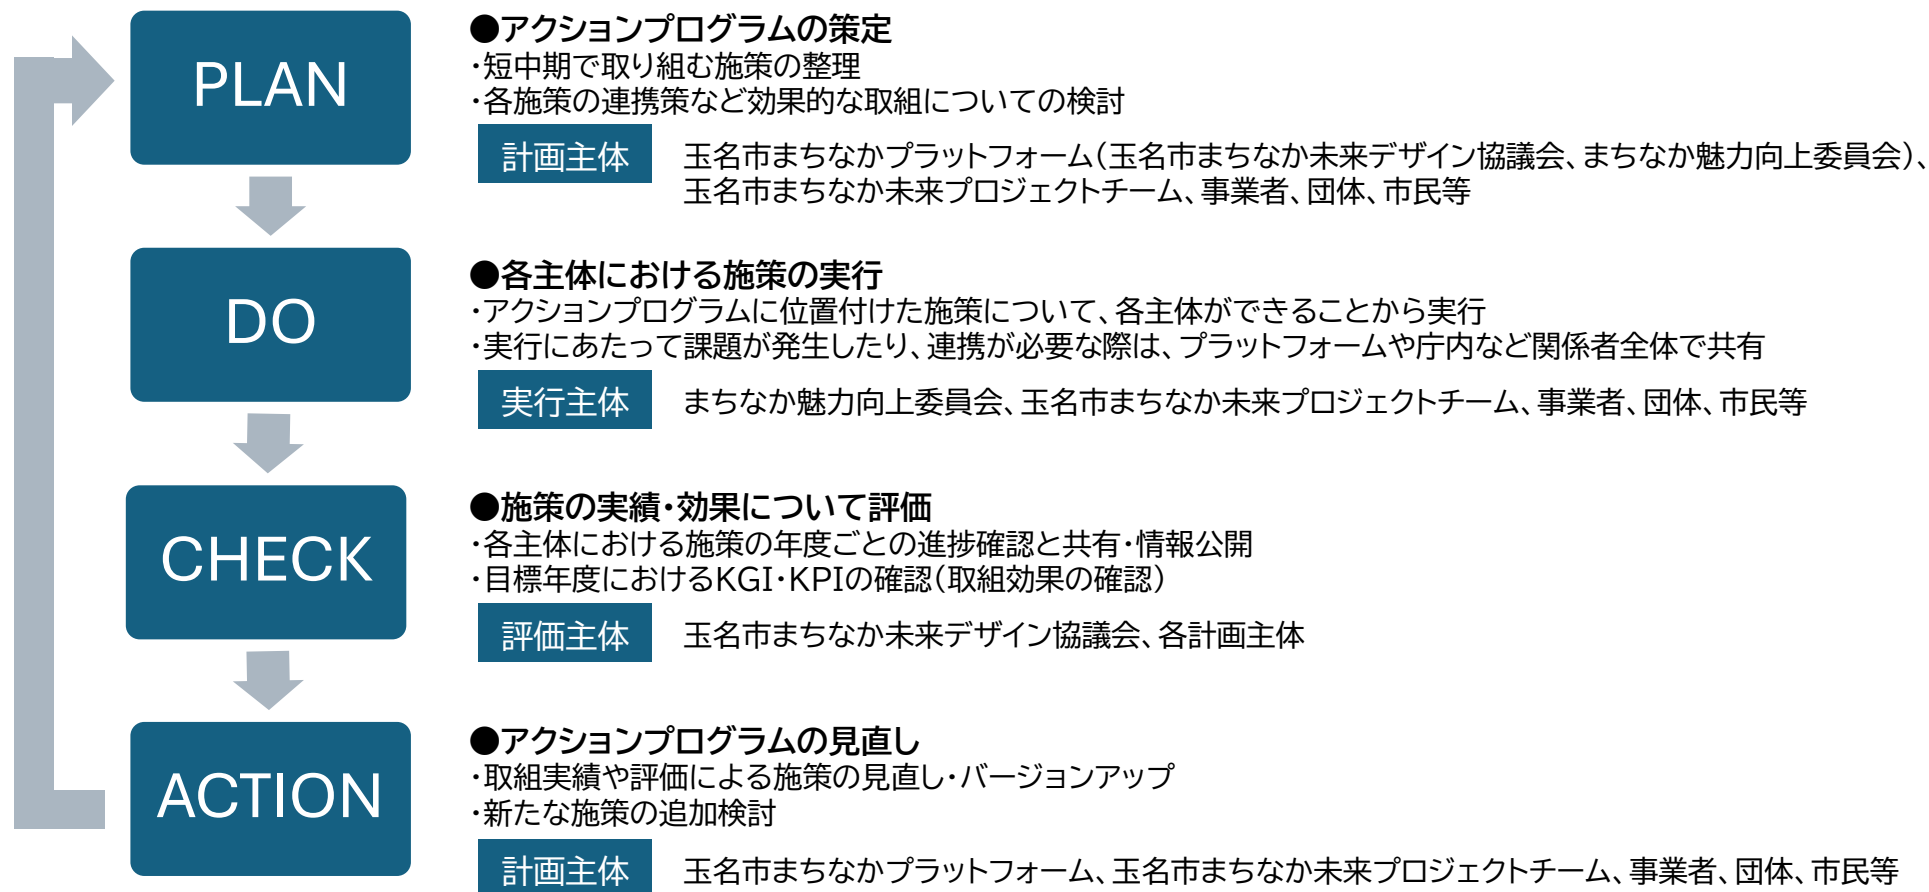 PLAN
●アクションプログラムの策定
・短中期で取り組む施策の整理
・各施策の連携策など効果的な取組についての検討
計画主体
玉名市まちなかプラットフォーム(玉名市まちなか未来デザイン協議会、まちなか魅力向上委員会)、
玉名市まちなか未来プロジェクトチーム、事業者、団体、市民等
DO
●各主体における施策の実行
・アクションプログラムに位置付けた施策について、各主体ができることから実行
・実行にあたって課題が発生したり、連携が必要な際は、プラットフォームや庁内など関係者全体で共有
実行主体
まちなか魅力向上委員会、玉名市まちなか未来プロジェクトチーム、事業者、団体、市民等
CHECK
●施策の実績・効果について評価
・各主体における施策の年度ごとの進捗確認と共有・情報公開
・目標年度におけるKGI・KPIの確認(取組効果の確認)
評価主体
玉名市まちなか未来デザイン協議会、各計画主体
ACTION
●アクションプログラムの見直し
・取組実績や評価による施策の見直し・バージョンアップ
・新たな施策の追加検討
計画主体
玉名市まちなかプラットフォーム、玉名市まちなか未来プロジェクトチーム、事業者、団体、市民等